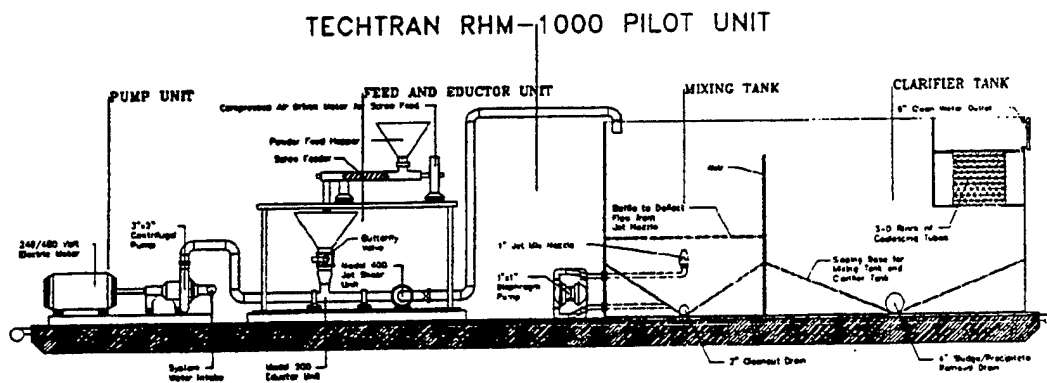 TECHTRAN RHM-1000 PILOT UNIT
PUMP UNIT
FEED AND EDUCTOR UNIT
MIXING TANK
CLARIFIER TANK
Compressed Air Driven Motor for Screw Feed
6" Clean Water Outlet
Powder Feed Hopper
Screw Feeder
Weir
3"x3"
Centrifugal
Pump
Baffle to Deflect
Flow from
Jet Nozzle
240/480 Volt
Electric Motor
Butterfly
Valve
1" Jet Mix Nozzle
Coalescing Tubes
Model 400
Jet Shear
Unit
1"x1"
Diaphragm
Pump
Sloping Base for
Mixing Tank and
Clarifier Tank
System
Water Intake
Model 300
Eductor Unit
2" Cleanout Drain
6" Sludge/Precipitate
Removal Drain